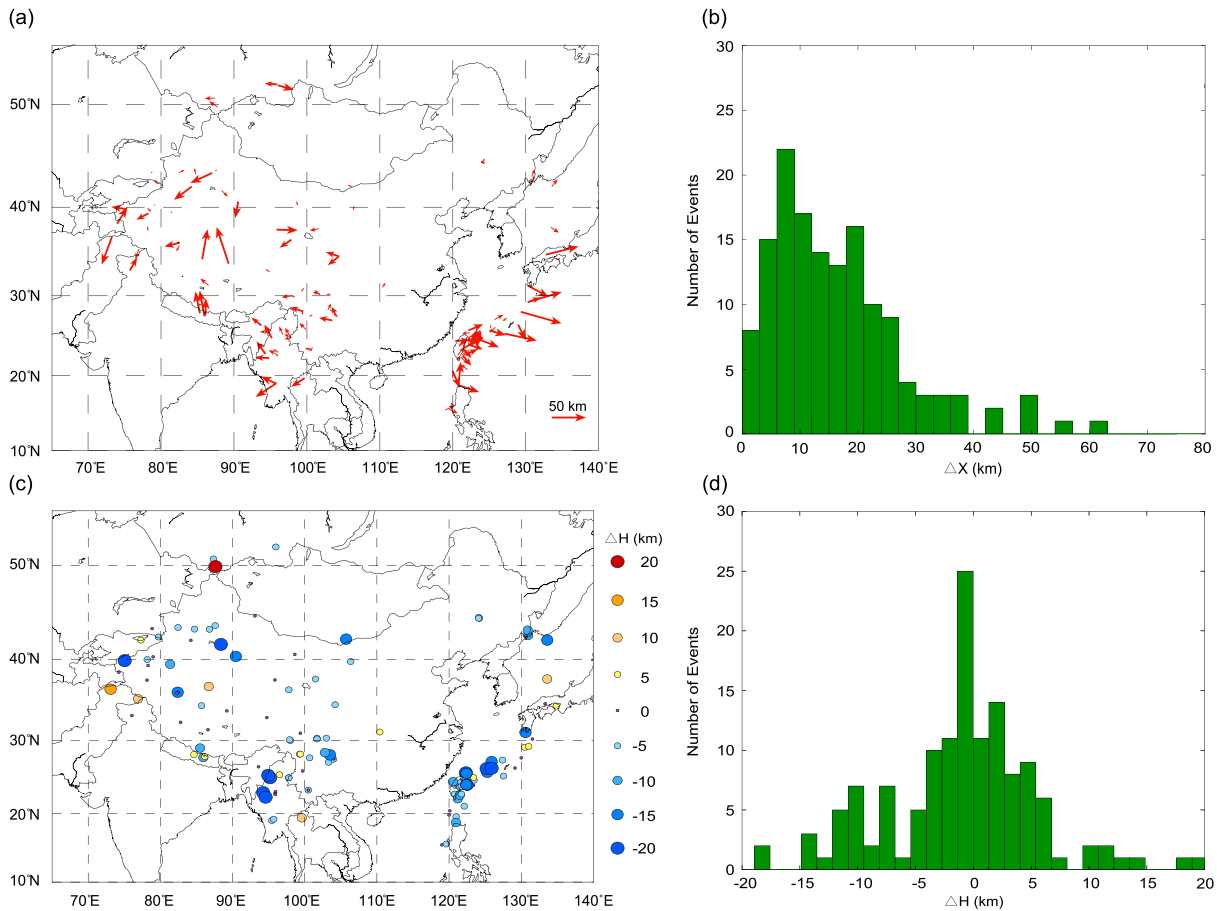 (a)
50°N
40°N
30°N
20°N
10°N
70°E 80°E 90°E 100°E 110°E 120°E 130°E 140°E
50 km
(b)
Number of Events
30
25
20
15
10
5
0
0 10 20 30 40 50 60 70 80
△X (km)
(c)
50°N
40°N
30°N
20°N
10°N
70°E 80°E 90°E 100°E 110°E 120°E 130°E 140°E
△H (km)
20
15
10
5
0
-5
-10
-15
-20
(d)
Number of Events
30
25
20
15
10
5
0
-20 -15 -10 -5 0 5 10 15 20
△H (km)